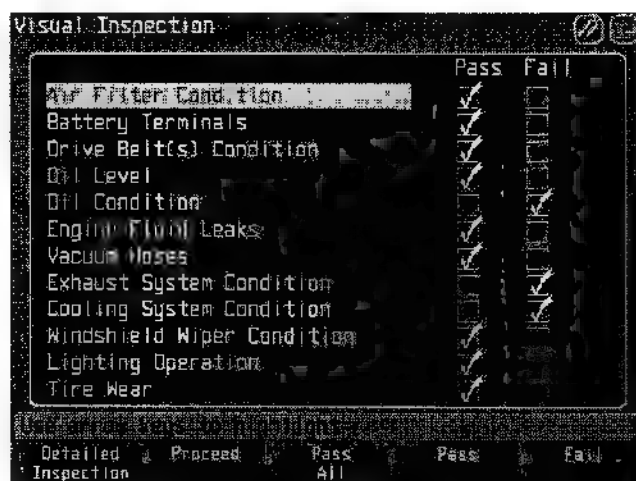 Visual Inspection
Pass Fail
Air Filter Condition
Battery Terminals
Drive Belt(s) Condition
Oil Level
Oil Condition
Engine Fluid Leaks
Vacuum Hoses
Exhaust System Condition
Cooling System Condition
Windshield Wiper Condition
Lighting Operation
Tire Wear
Detailed Inspection
Proceed
Pass All
Pass
Fail